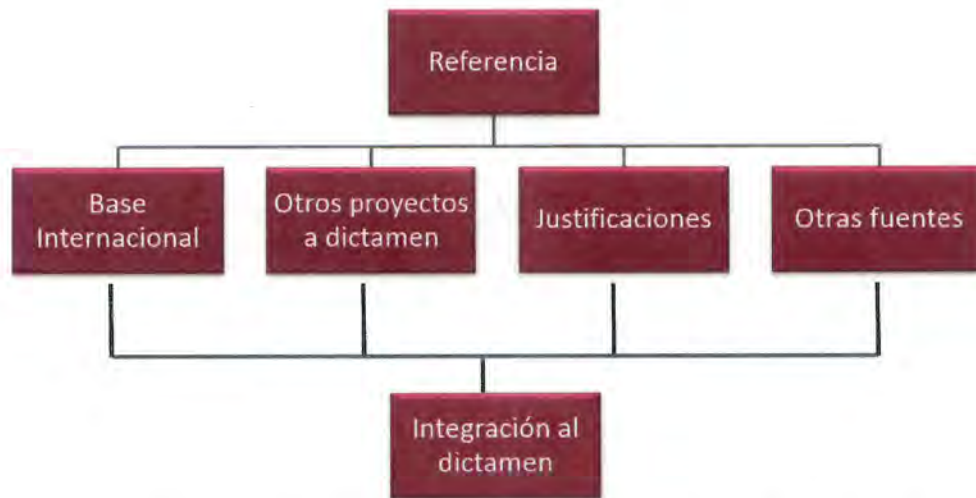 Referencia
Base
Internacional
Otros proyectos
a dictamen
Justificaciones
Otras fuentes
Integración al
dictamen